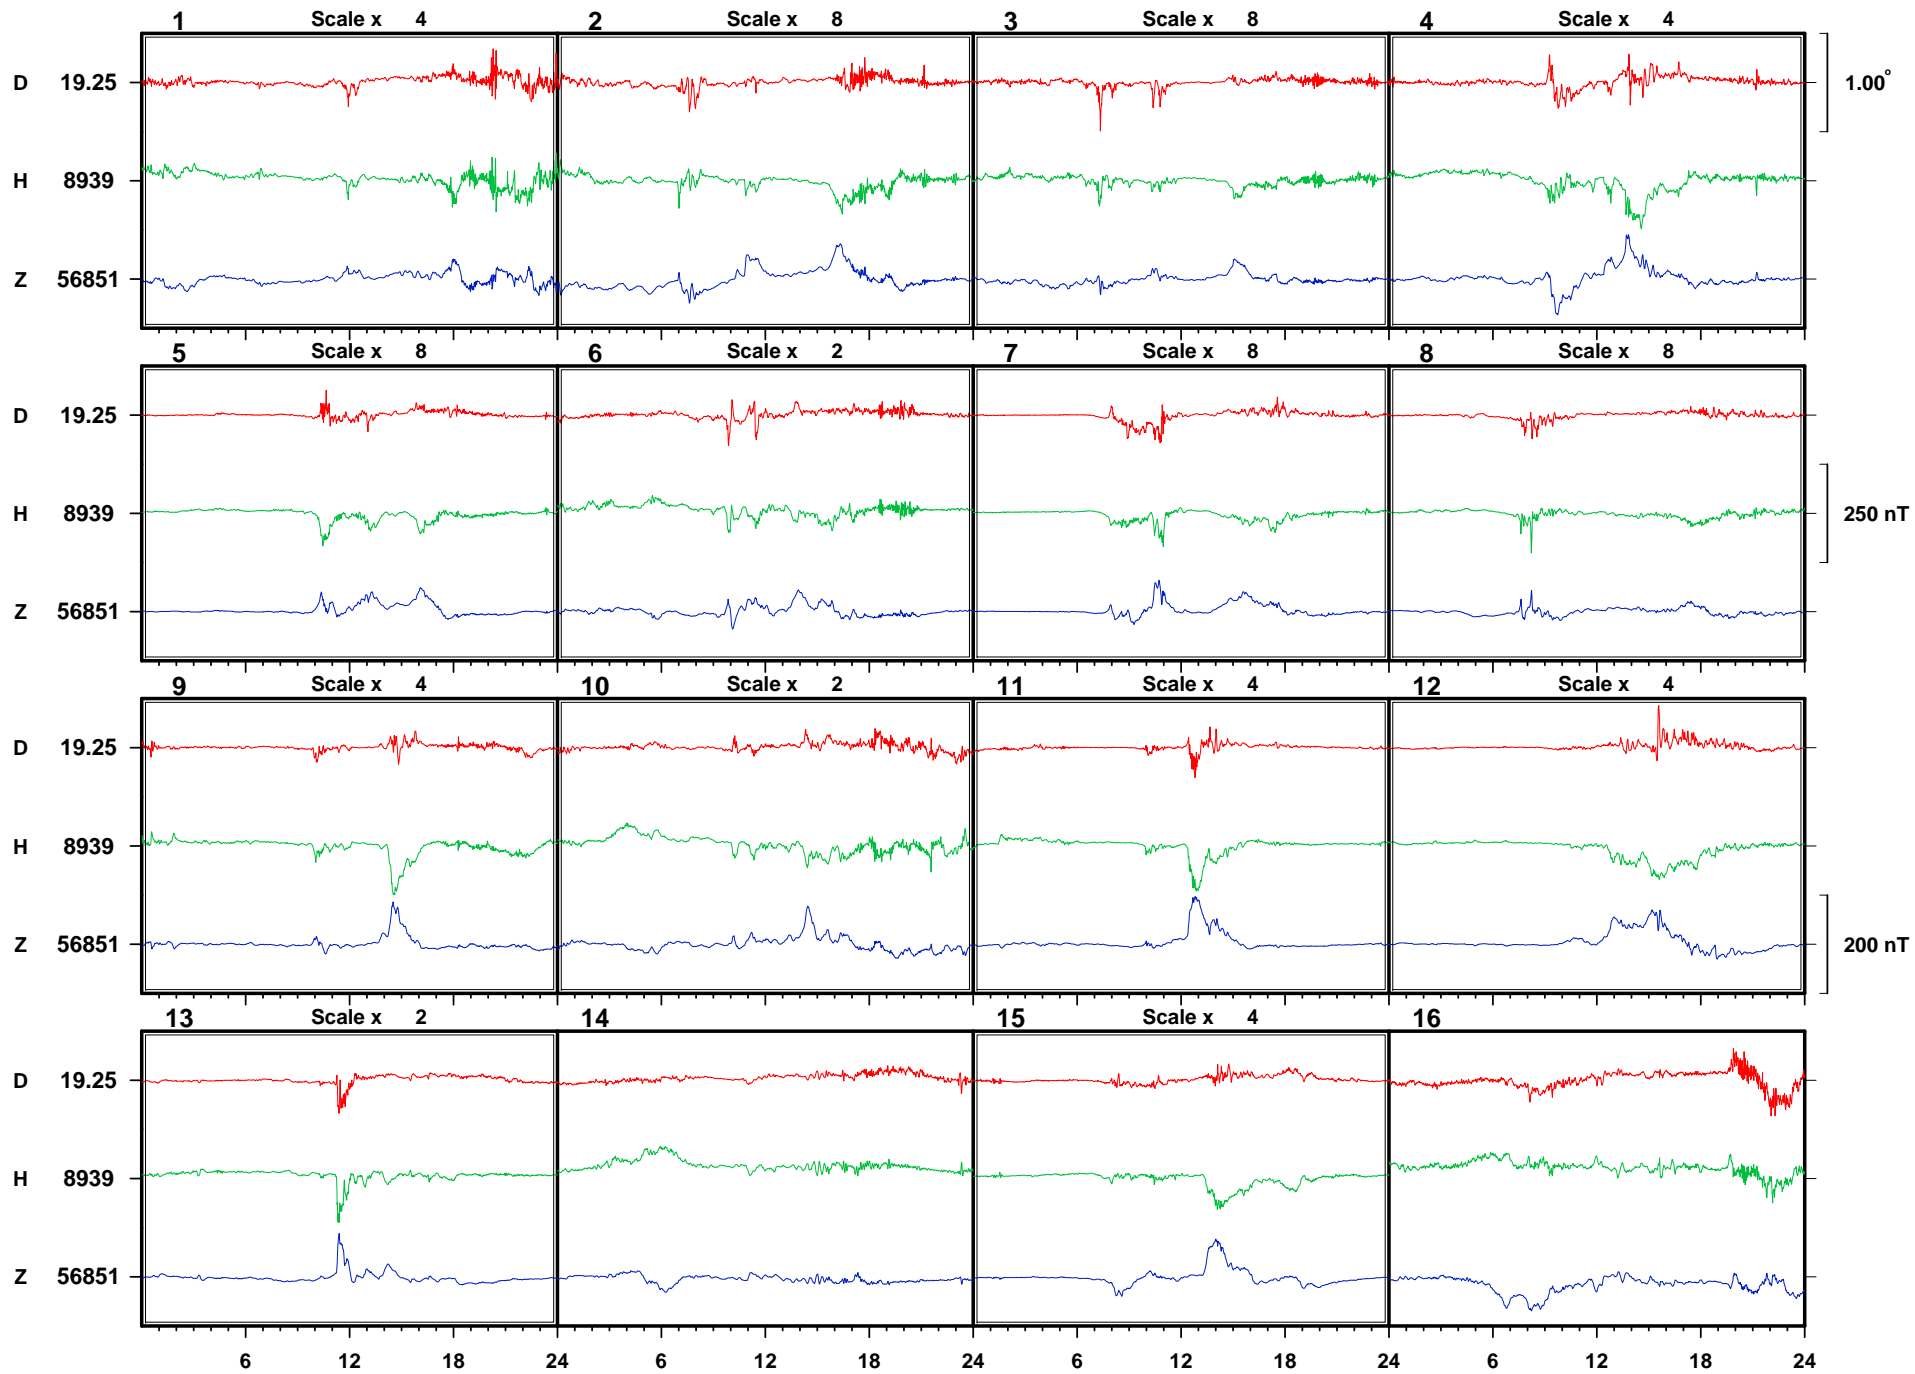 1 Scale x 4 2 Scale x 8 3 Scale x 8 4 Scale x 4
D 19.25 1.00°
H 8939
Z 56851
5 Scale x 8 6 Scale x 2 7 Scale x 8 8 Scale x 8
D 19.25
H 8939 250 nT
Z 56851
9 Scale x 4 10 Scale x 2 11 Scale x 4 12 Scale x 4
D 19.25
H 8939
Z 56851 200 nT
13 Scale x 2 14 15 Scale x 4 16
D 19.25
H 8939
Z 56851
6 12 18 24 6 12 18 24 6 12 18 24 6 12 18 24